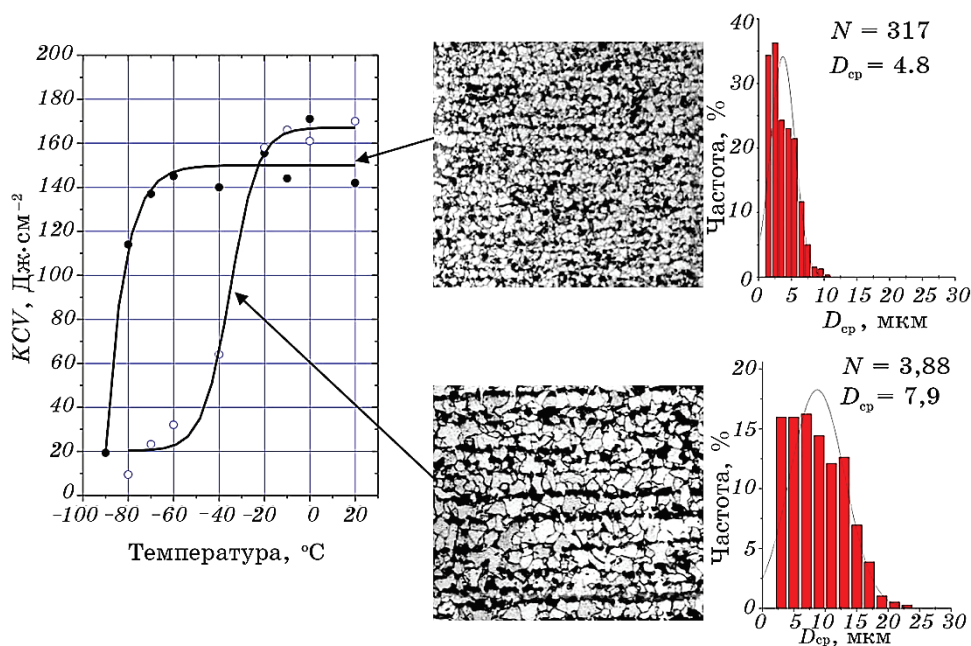 200
180
160
140
120
100
80
60
40
20
0
KCV, Дж·см⁻²
-100 -80 -60 -40 -20 0 20
Температура, °C
40
30
20
10
0
Частота, %
N = 317
Dср = 4.8
0 5 10 15 20 25 30
Dср, мкм
20
15
10
5
0
Частота, %
N = 3,88
Dср = 7,9
0 5 10 15 20 25 30
Dср, мкм